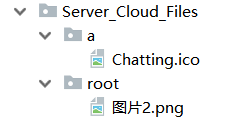 Server_Cloud_Files
a
Chatting.ico
root
图片2.png